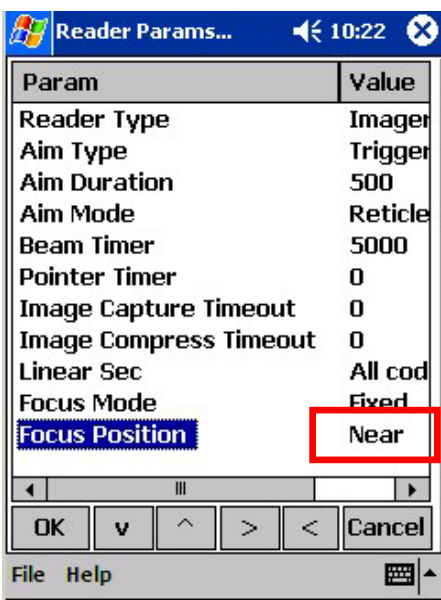 Reader Params... 10:22
Param Value
Reader Type Imager
Aim Type Trigger
Aim Duration 500
Aim Mode Reticle
Beam Timer 5000
Pointer Timer 0
Image Capture Timeout 0
Image Compress Timeout 0
Linear Sec All cod
Focus Mode Fixed
Focus Position Near
OK v ^ > < Cancel
File Help